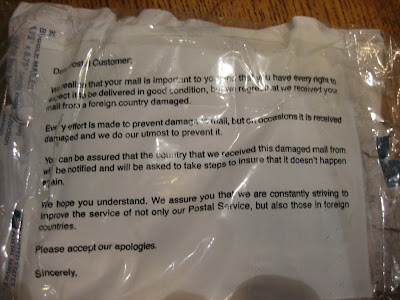 Customer:
that your mail is important to you and that you have every right to
expect it to be delivered in good condition, but we regret that we received your
mail from a foreign country damaged.
Every effort is made to prevent damage to mail, but on occasions it is received
damaged and we do our utmost to prevent it.
You can be assured that the country that we received this damaged mail from
will be notified and will be asked to take steps to insure that it doesn't happen
again.
We hope you understand. We assure you that we are constantly striving to
improve the service of not only our Postal Service, but also those in foreign
countries.
Please accept our apologies.
Sincerely,